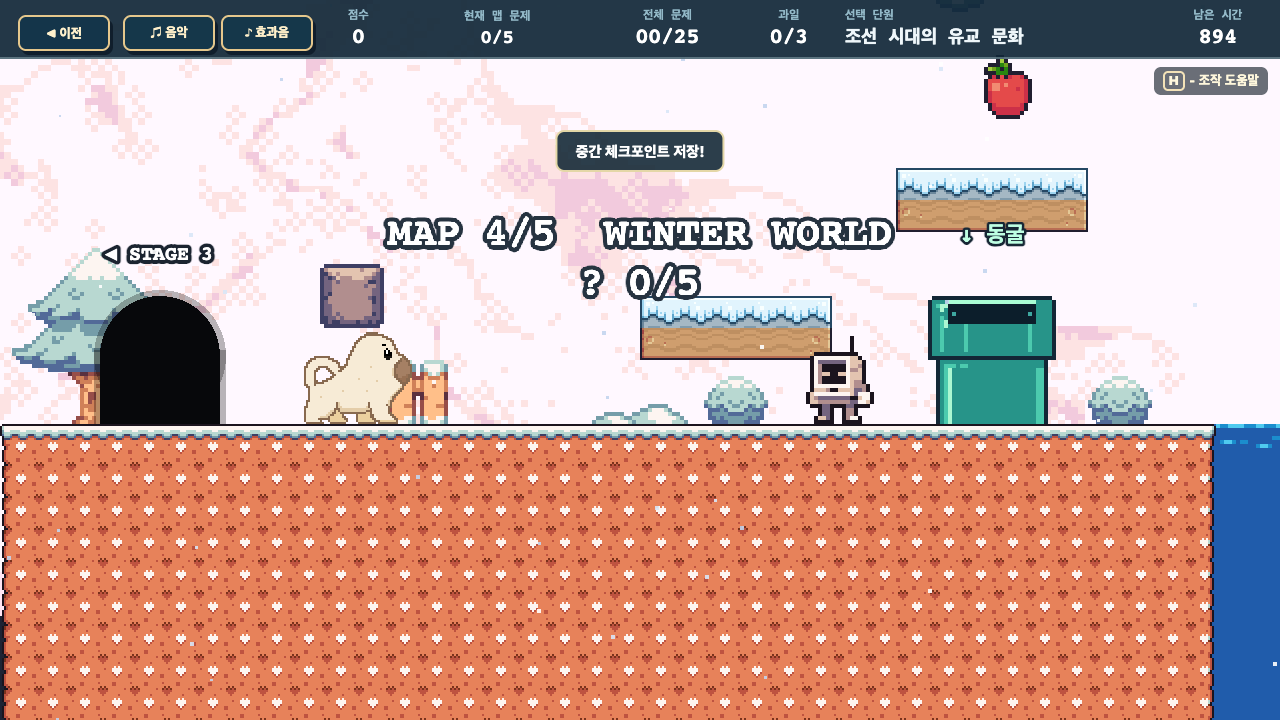 ◀ 이전
♫ 음악
♪ 효과음
점수
0
현재 맵 문제
0/5
전체 문제
00/25
과일
0/3
선택 단원
조선 시대의 유교 문화
남은 시간
894
H - 조작 도움말
중간 체크포인트 저장!
MAP 4/5 WINTER WORLD
? 0/5
◀ STAGE 3
↓ 동굴